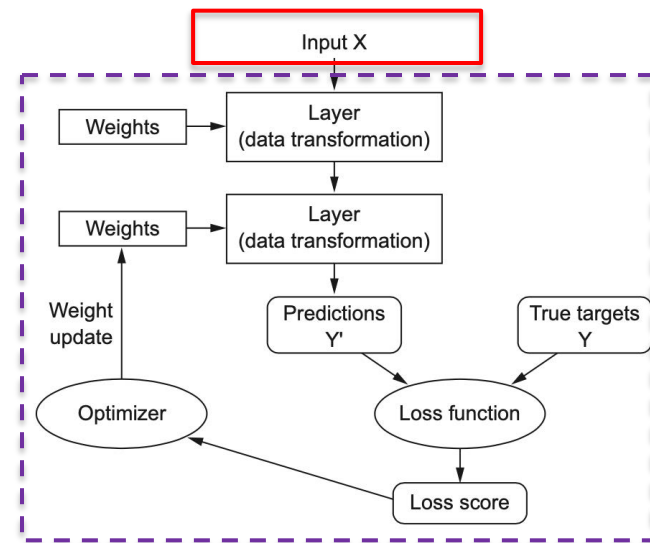 Input X
Layer
(data transformation)
Weights
Layer
(data transformation)
Weights
Weight
update
Predictions
Y'
True targets
Y
Optimizer
Loss function
Loss score